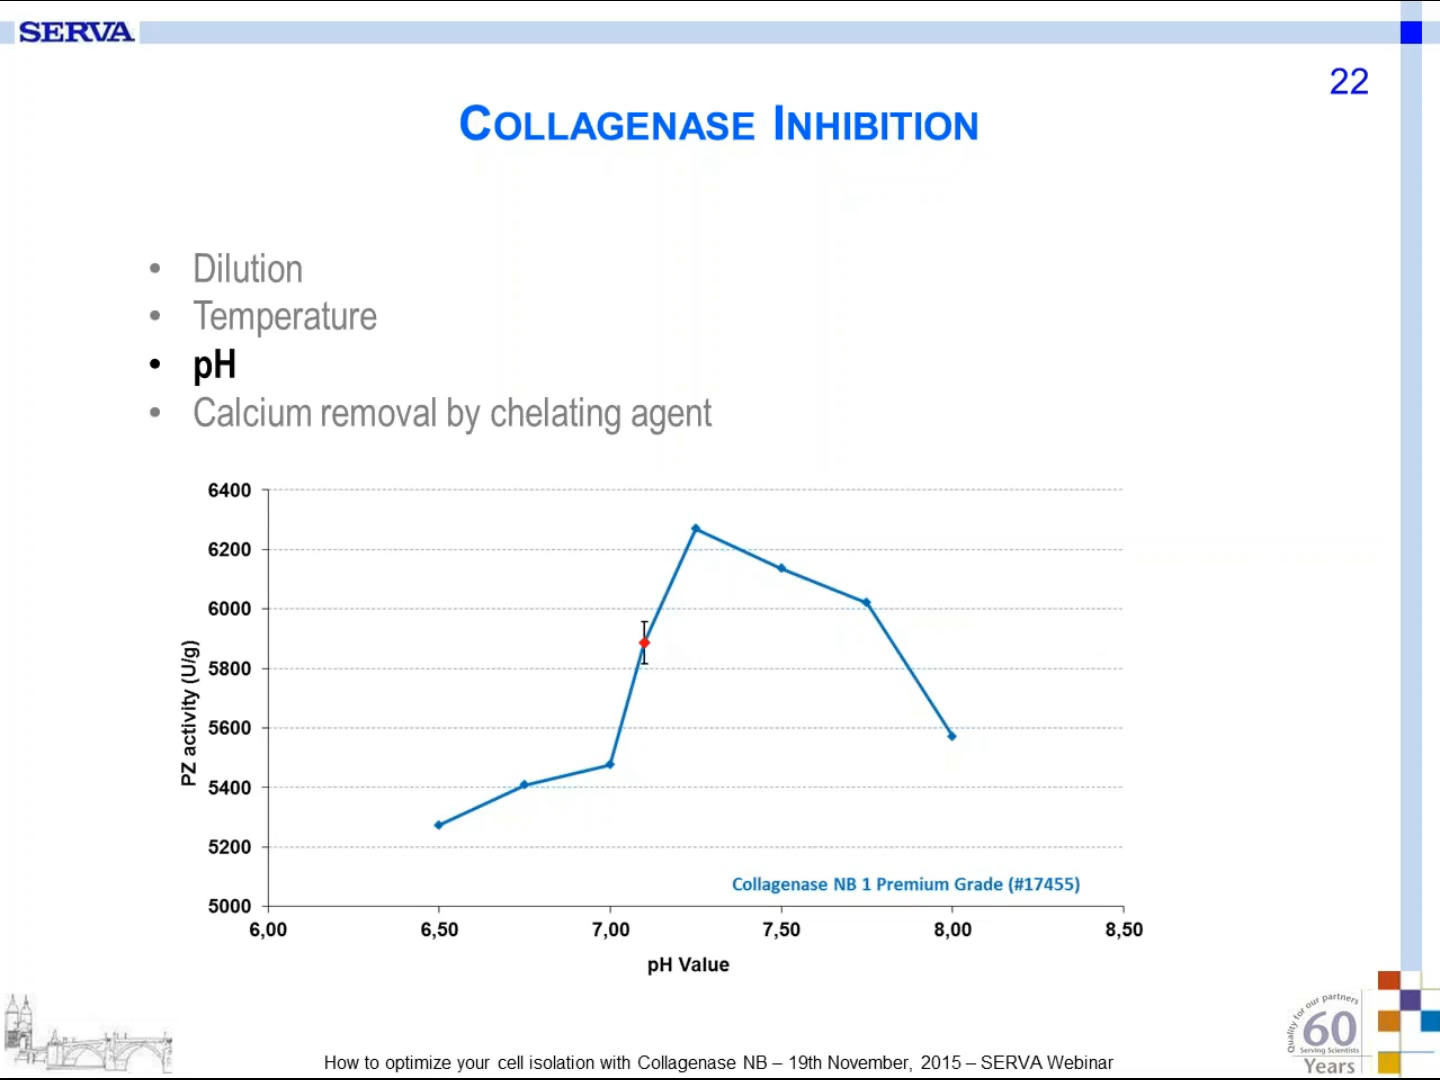 SERVA
22
COLLAGENASE INHIBITION
• Dilution
• Temperature
• pH
• Calcium removal by chelating agent
6400
6200
6000
5800
5600
5400
5200
5000
PZ activity (U/g)
Collagenase NB 1 Premium Grade (#17455)
6,00 6,50 7,00 7,50 8,00 8,50
pH Value
Quality for our partners
60
Serving Scientists
Years
How to optimize your cell isolation with Collagenase NB – 19th November, 2015 – SERVA Webinar